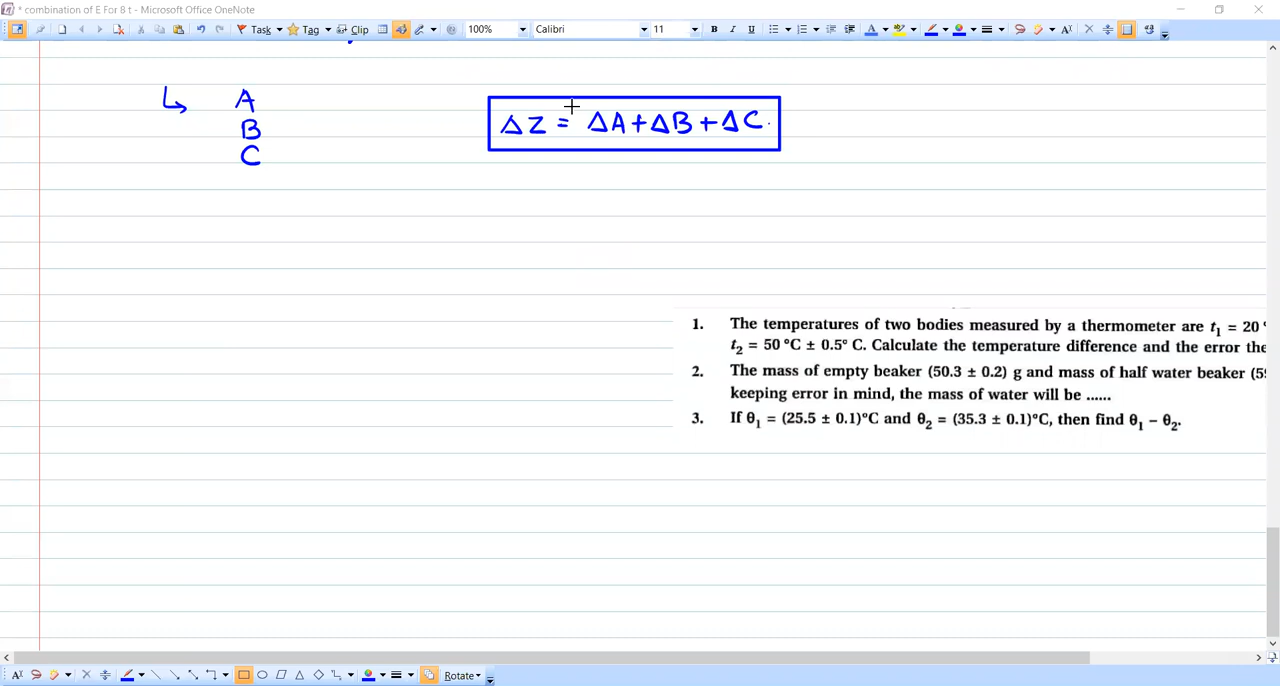 * combination of E For 8 t - Microsoft Office OneNote
Task Tag Clip 100% Calibri 11 B I U
A
B
C
ΔZ = ΔA+ΔB+ΔC.
1. The temperatures of two bodies measured by a thermometer are t₁ = 20 °
t₂ = 50 °C ± 0.5° C. Calculate the temperature difference and the error the
2. The mass of empty beaker (50.3 ± 0.2) g and mass of half water beaker (5
keeping error in mind, the mass of water will be ......
3. If θ₁ = (25.5 ± 0.1)°C and θ₂ = (35.3 ± 0.1)°C, then find θ₁ − θ₂.
Rotate